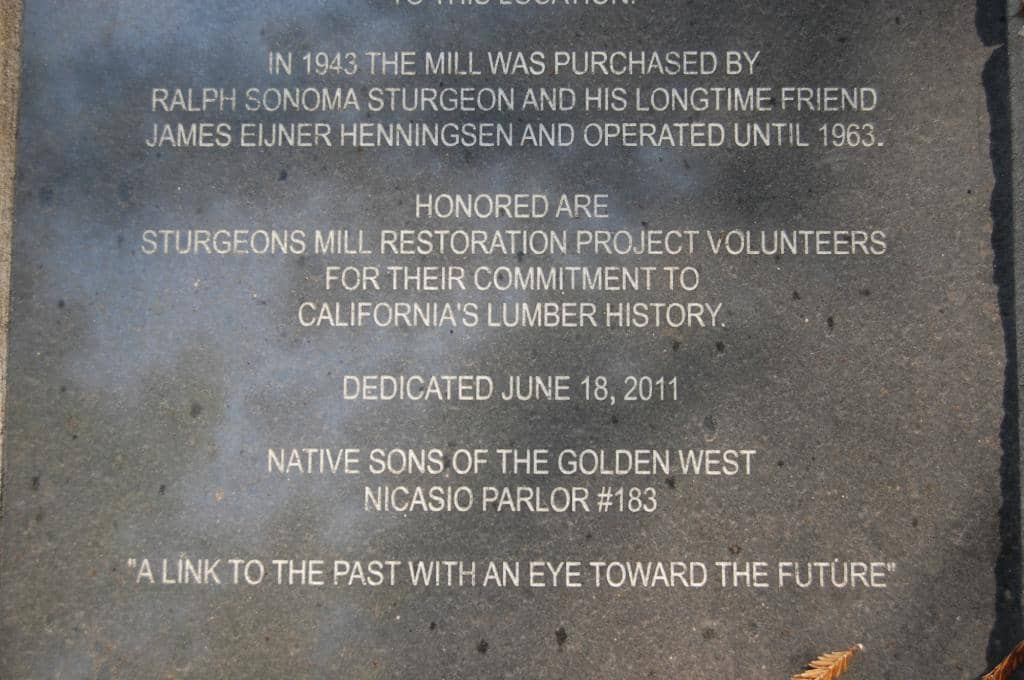 TO THIS LOCATION.
IN 1943 THE MILL WAS PURCHASED BY
RALPH SONOMA STURGEON AND HIS LONGTIME FRIEND
JAMES EIJNER HENNINGSEN AND OPERATED UNTIL 1963.
HONORED ARE
STURGEONS MILL RESTORATION PROJECT VOLUNTEERS
FOR THEIR COMMITMENT TO
CALIFORNIA'S LUMBER HISTORY.
DEDICATED JUNE 18, 2011
NATIVE SONS OF THE GOLDEN WEST
NICASIO PARLOR #183
"A LINK TO THE PAST WITH AN EYE TOWARD THE FUTURE"